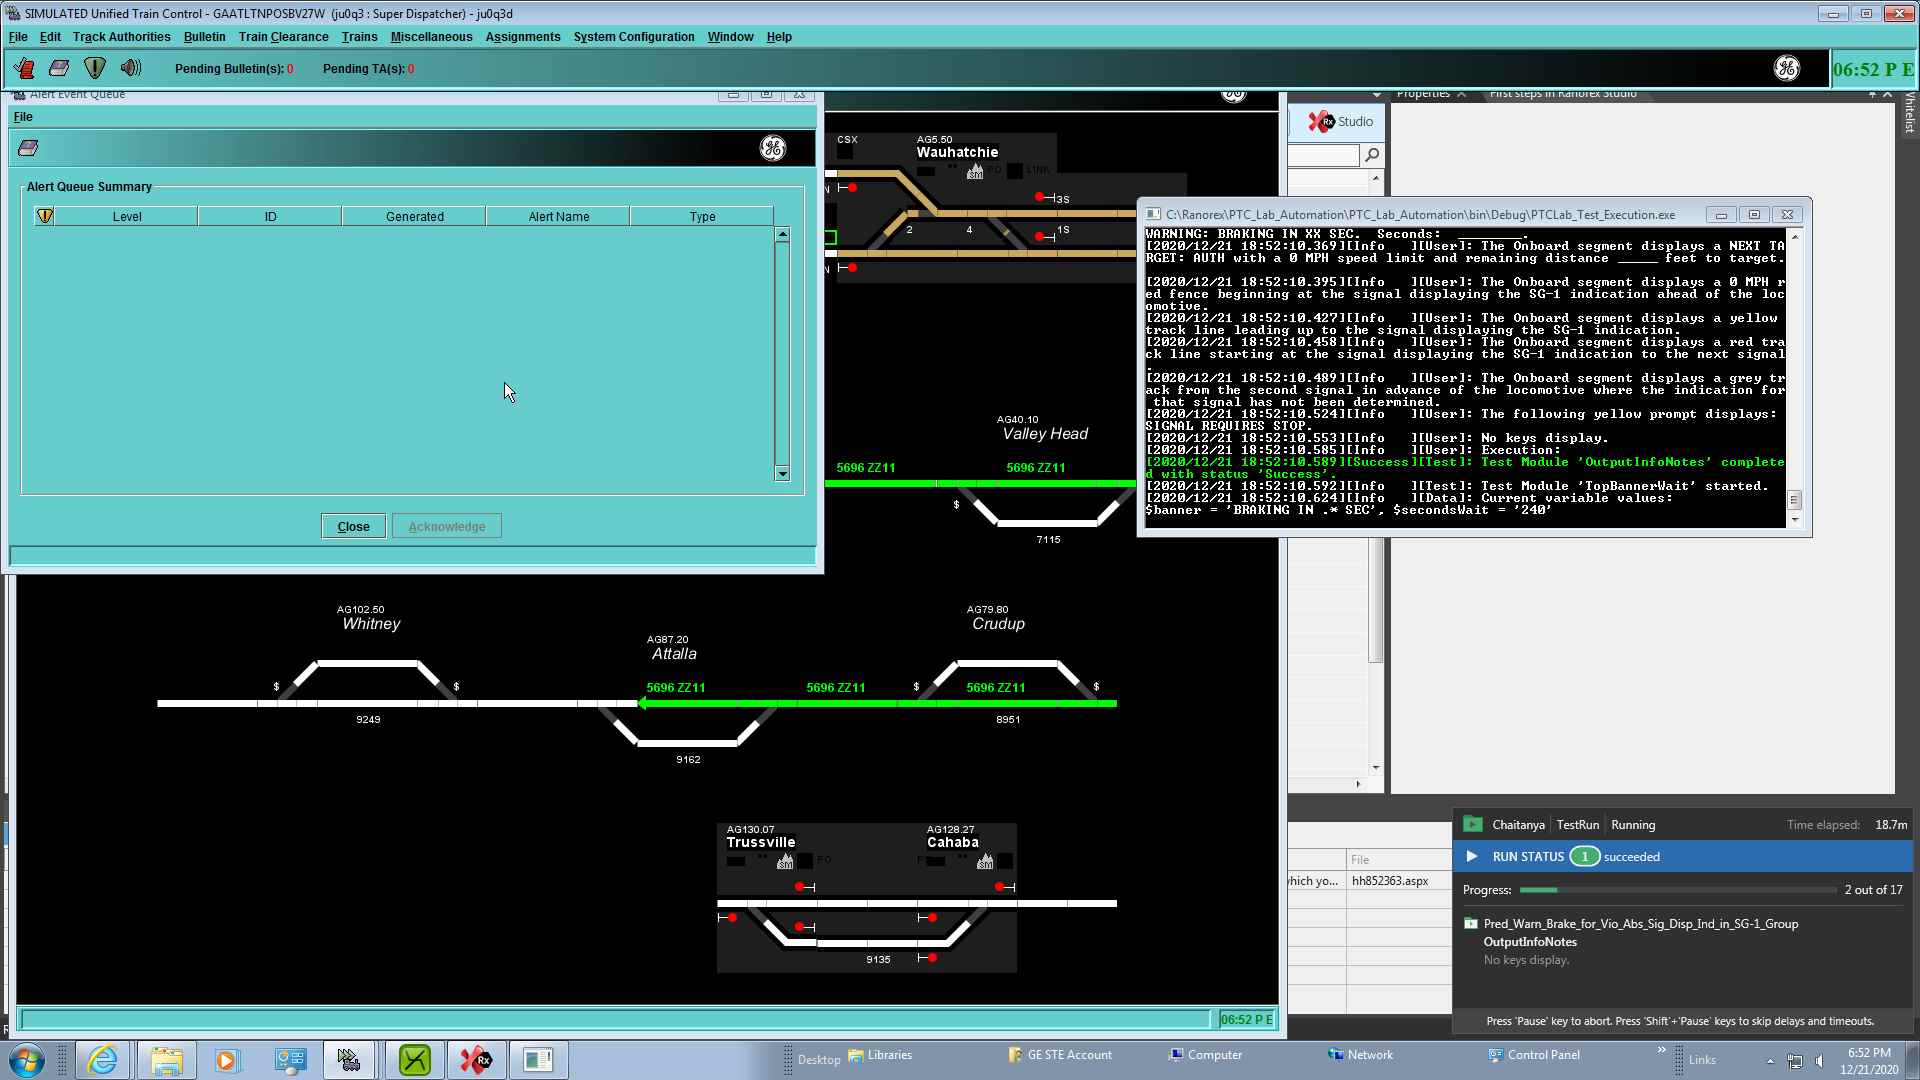 SIMULATED Unified Train Control - GAATLTNPOSBV27W (ju0q3 : Super Dispatcher) - ju0q3d
File Edit Track Authorities Bulletin Train Clearance Trains Miscellaneous Assignments System Configuration Window Help
Pending Bulletin(s): 0 Pending TA(s): 0
06:52 P E
Alert Event Queue
File
Alert Queue Summary
Level ID Generated Alert Name Type
Close Acknowledge
CSX
AG5.50
Wauhatchie
PO LINK
3S
N
2 4 1S
N
AG40.10
Valley Head
5696 ZZ11 5696 ZZ11
$
7115
AG102.50
Whitney
AG87.20
Attalla
AG79.80
Crudup
$ $ 5696 ZZ11 5696 ZZ11 $ 5696 ZZ11 $
9249 8951
9162
AG130.07
Trussville
AG128.27
Cahaba
SM PO P SM
9135
06:52 P E
Properties First steps in Ranorex Studio
Whitelist
Rx Studio
C:\Ranorex\PTC_Lab_Automation\PTC_Lab_Automation\bin\Debug\PTCLab_Test_Execution.exe
WARNING: BRAKING IN XX SEC. Seconds: ________.
[2020/12/21 18:52:10.369][Info ][User]: The Onboard segment displays a NEXT TA
RGET: AUTH with a 0 MPH speed limit and remaining distance _____ feet to target.
[2020/12/21 18:52:10.395][Info ][User]: The Onboard segment displays a 0 MPH r
ed fence beginning at the signal displaying the SG-1 indication ahead of the loc
omotive.
[2020/12/21 18:52:10.427][Info ][User]: The Onboard segment displays a yellow
track line leading up to the signal displaying the SG-1 indication.
[2020/12/21 18:52:10.458][Info ][User]: The Onboard segment displays a red tra
ck line starting at the signal displaying the SG-1 indication to the next signal
.
[2020/12/21 18:52:10.489][Info ][User]: The Onboard segment displays a grey tr
ack from the second signal in advance of the locomotive where the indication for
that signal has not been determined.
[2020/12/21 18:52:10.524][Info ][User]: The following yellow prompt displays:
SIGNAL REQUIRES STOP.
[2020/12/21 18:52:10.553][Info ][User]: No keys display.
[2020/12/21 18:52:10.585][Info ][User]: Execution:
[2020/12/21 18:52:10.589][Success][Test]: Test Module 'OutputInfoNotes' complete
d with status 'Success'.
[2020/12/21 18:52:10.592][Info ][Test]: Test Module 'TopBannerWait' started.
[2020/12/21 18:52:10.624][Info ][Data]: Current variable values:
$banner = 'BRAKING IN .* SEC', $secondsWait = '240'
File
which yo... hh852363.aspx
Chaitanya TestRun Running Time elapsed: 18.7m
RUN STATUS 1 succeeded
Progress: 2 out of 17
Pred_Warn_Brake_for_Vio_Abs_Sig_Disp_Ind_in_SG-1_Group
OutputInfoNotes
No keys display.
Press 'Pause' key to abort. Press 'Shift'+'Pause' keys to skip delays and timeouts.
Desktop Libraries GE STE Account Computer Network Control Panel » Links
6:52 PM
12/21/2020